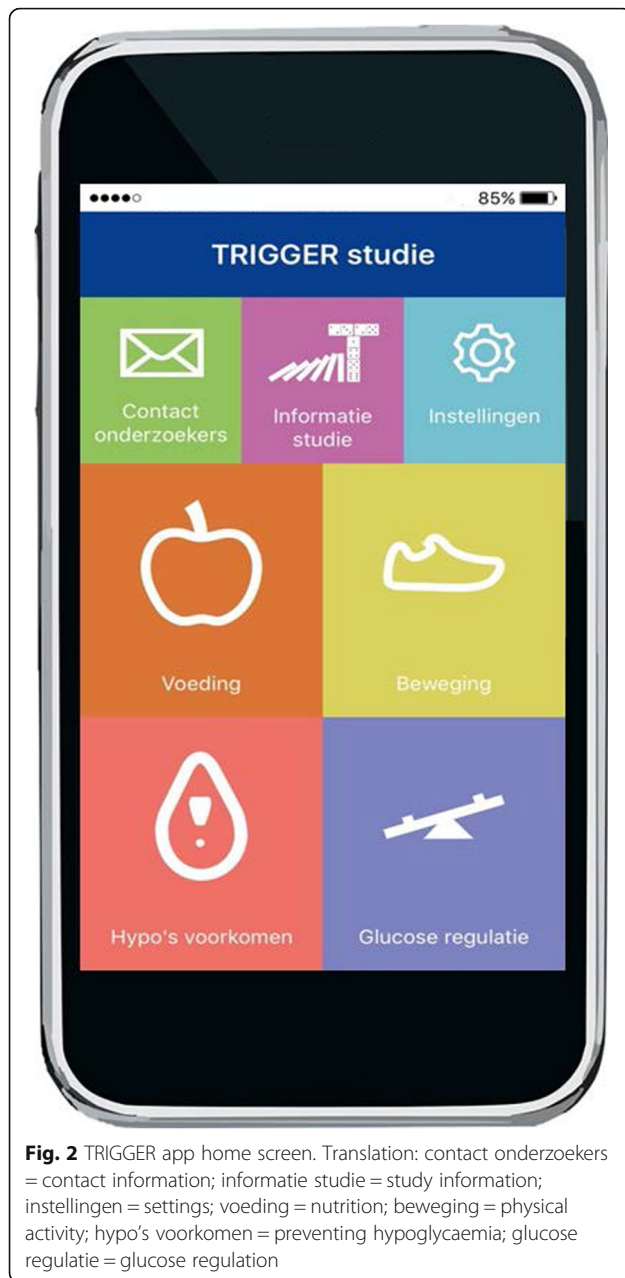 85%
TRIGGER studie
Contact
onderzoekers
Informatie
studie
Instellingen
Voeding
Beweging
Hypo's voorkomen
Glucose regulatie
Fig. 2 TRIGGER app home screen. Translation: contact onderzoekers
= contact information; informatie studie = study information;
instellingen = settings; voeding = nutrition; beweging = physical
activity; hypo’s voorkomen = preventing hypoglycaemia; glucose
regulatie = glucose regulation